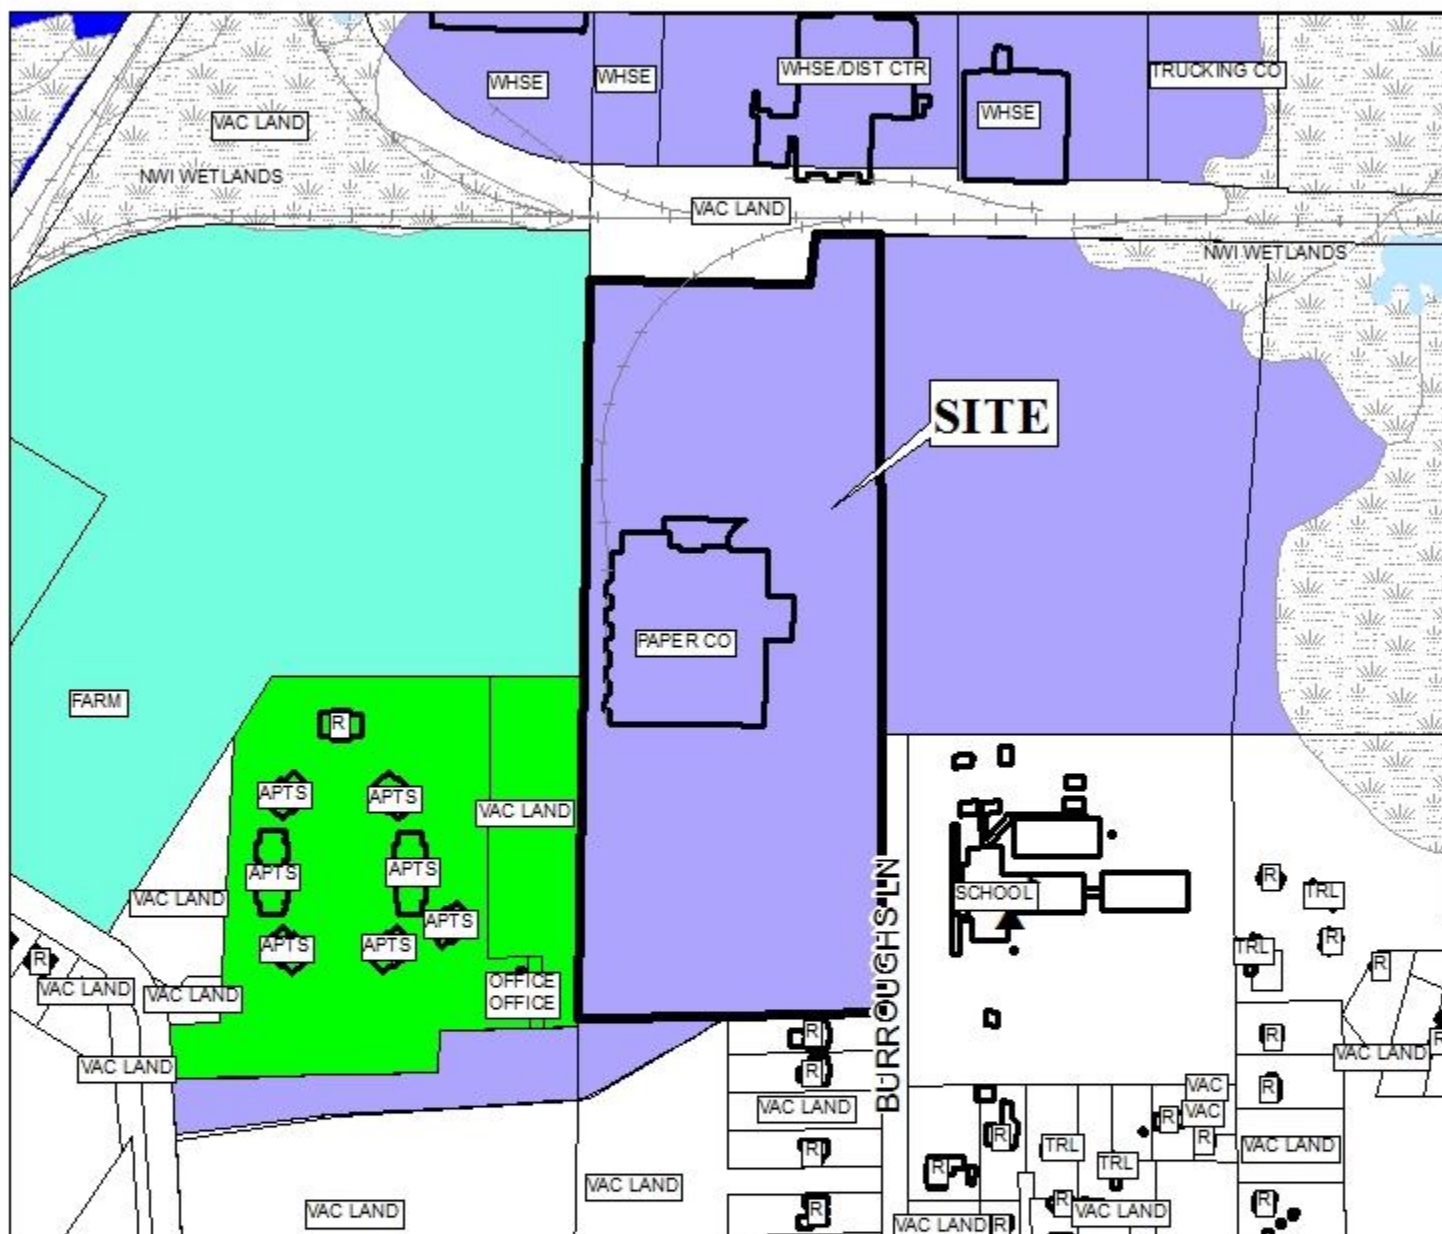 WHSE
WHSE
WHSE/DIST CTR
TRUCKING CO
WHSE
VAC LAND
NWI WETLANDS
VAC LAND
NWI WETLANDS
SITE
PAPER CO
FARM
R
APTS
APTS
VAC LAND
APTS
APTS
SCHOOL
R
TRL
VAC LAND
APTS
BURROUGHS LN
APTS
APTS
TRL
R
R
R
VAC LAND
VAC LAND
OFFICE
OFFICE
R
R
R
VAC LAND
VAC LAND
R
R
VAC
R
VAC LAND
VAC
R
R
R
R
TRL
VAC LAND
R
TRL
VAC LAND
R
R
R
VAC LAND
R
VAC LAND
VAC LAND
R